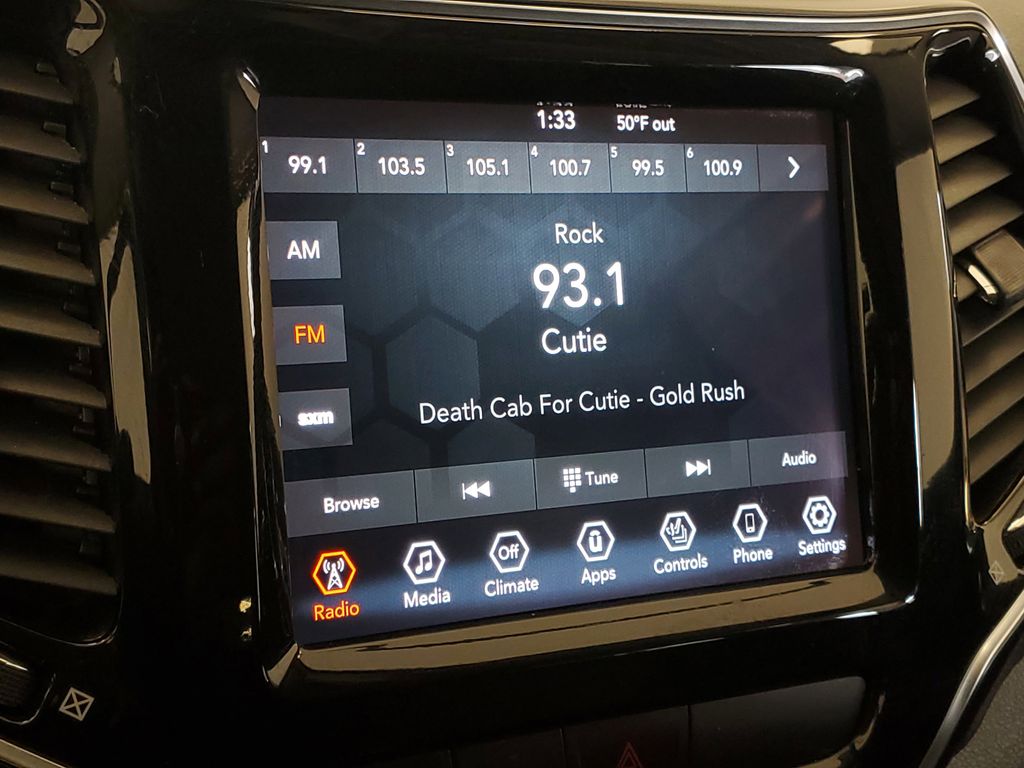 1:33 50°F out
1 99.1 2 103.5 3 105.1 4 100.7 5 99.5 6 100.9
AM
Rock
93.1
FM
Cutie
sxm
Death Cab For Cutie - Gold Rush
Browse Tune Audio
Off
Radio Media Climate Apps Controls Phone Settings